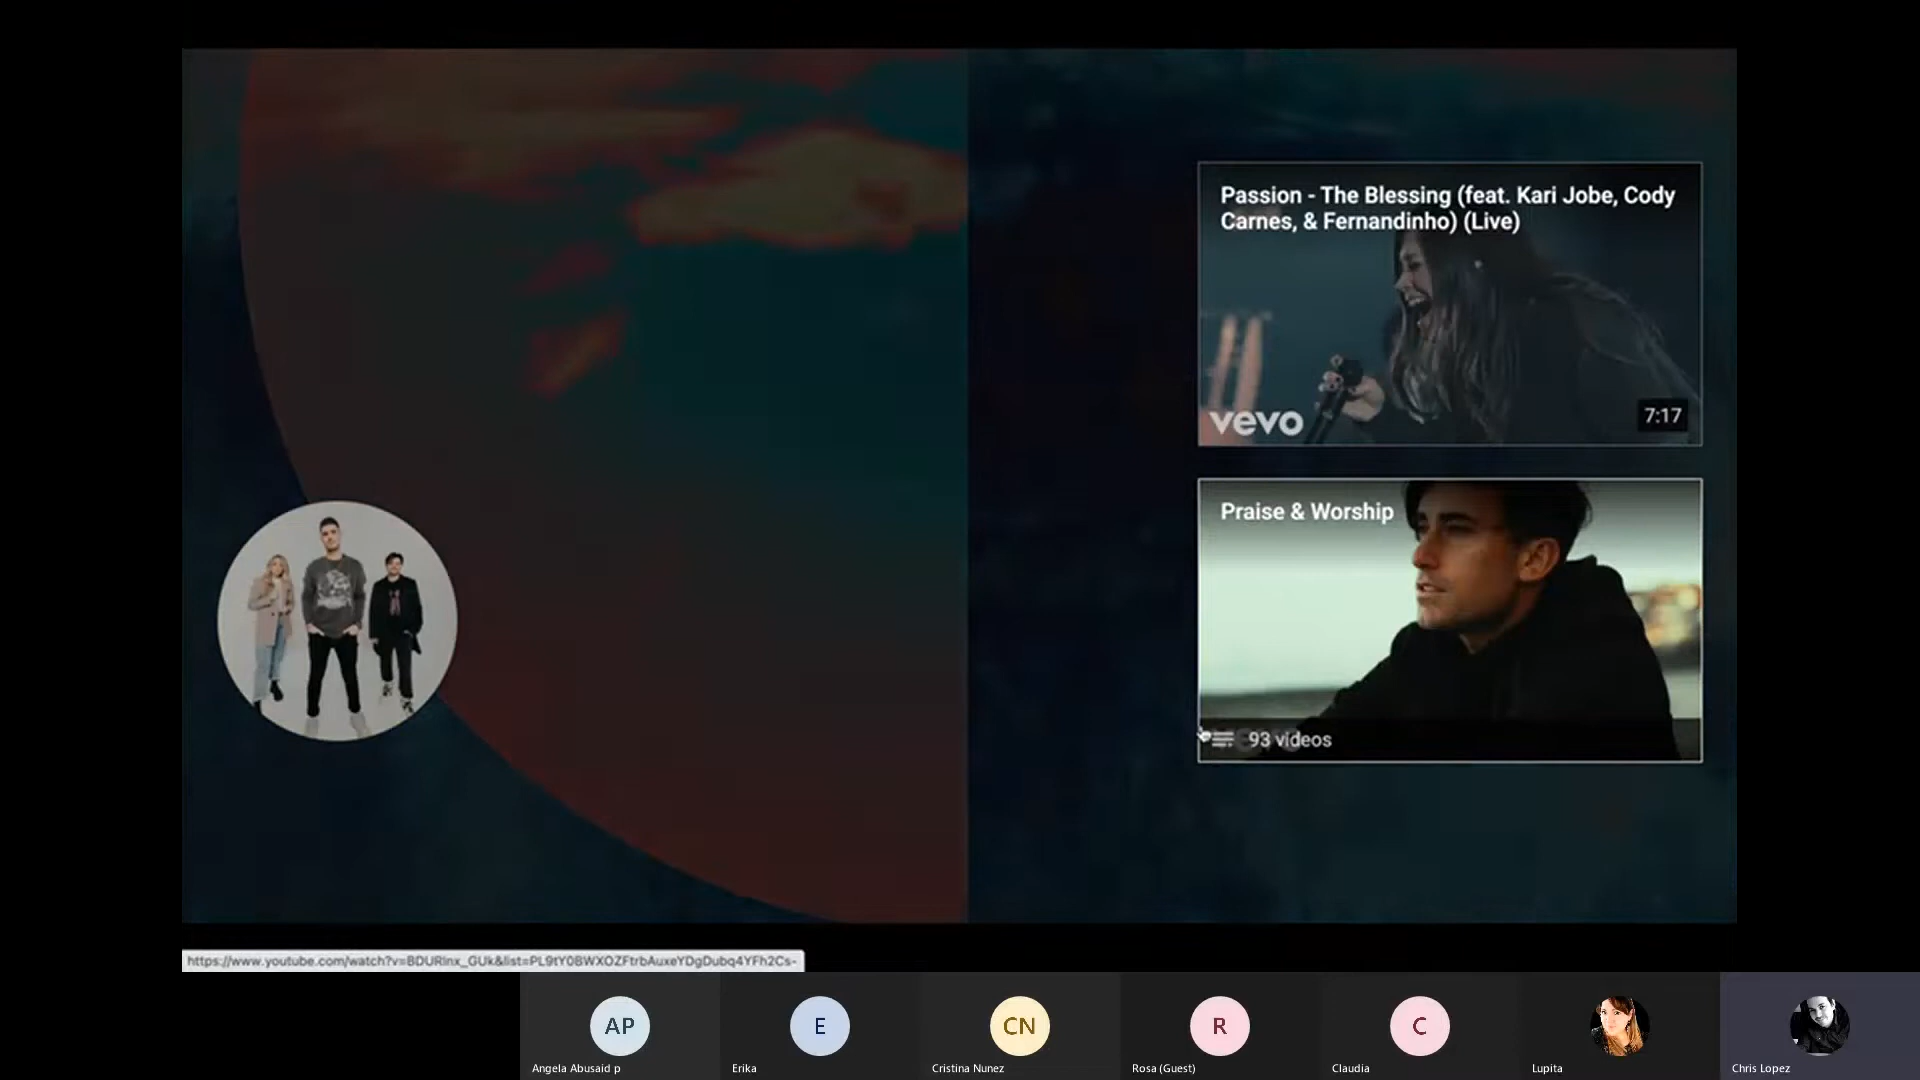 Passion - The Blessing (feat. Kari Jobe, Cody
Carnes, & Fernandinho) (Live)
vevo
7:17
Praise & Worship
93 videos
https://www.youtube.com/watch?v=BDURinx_GUk&list=PL9tY0BWXOZFtrbAuxeYDgDubq4YFh2Cs-
AP
E
CN
R
C
Angela Abusaid p
Erika
Cristina Nunez
Rosa (Guest)
Claudia
Lupita
Chris Lopez